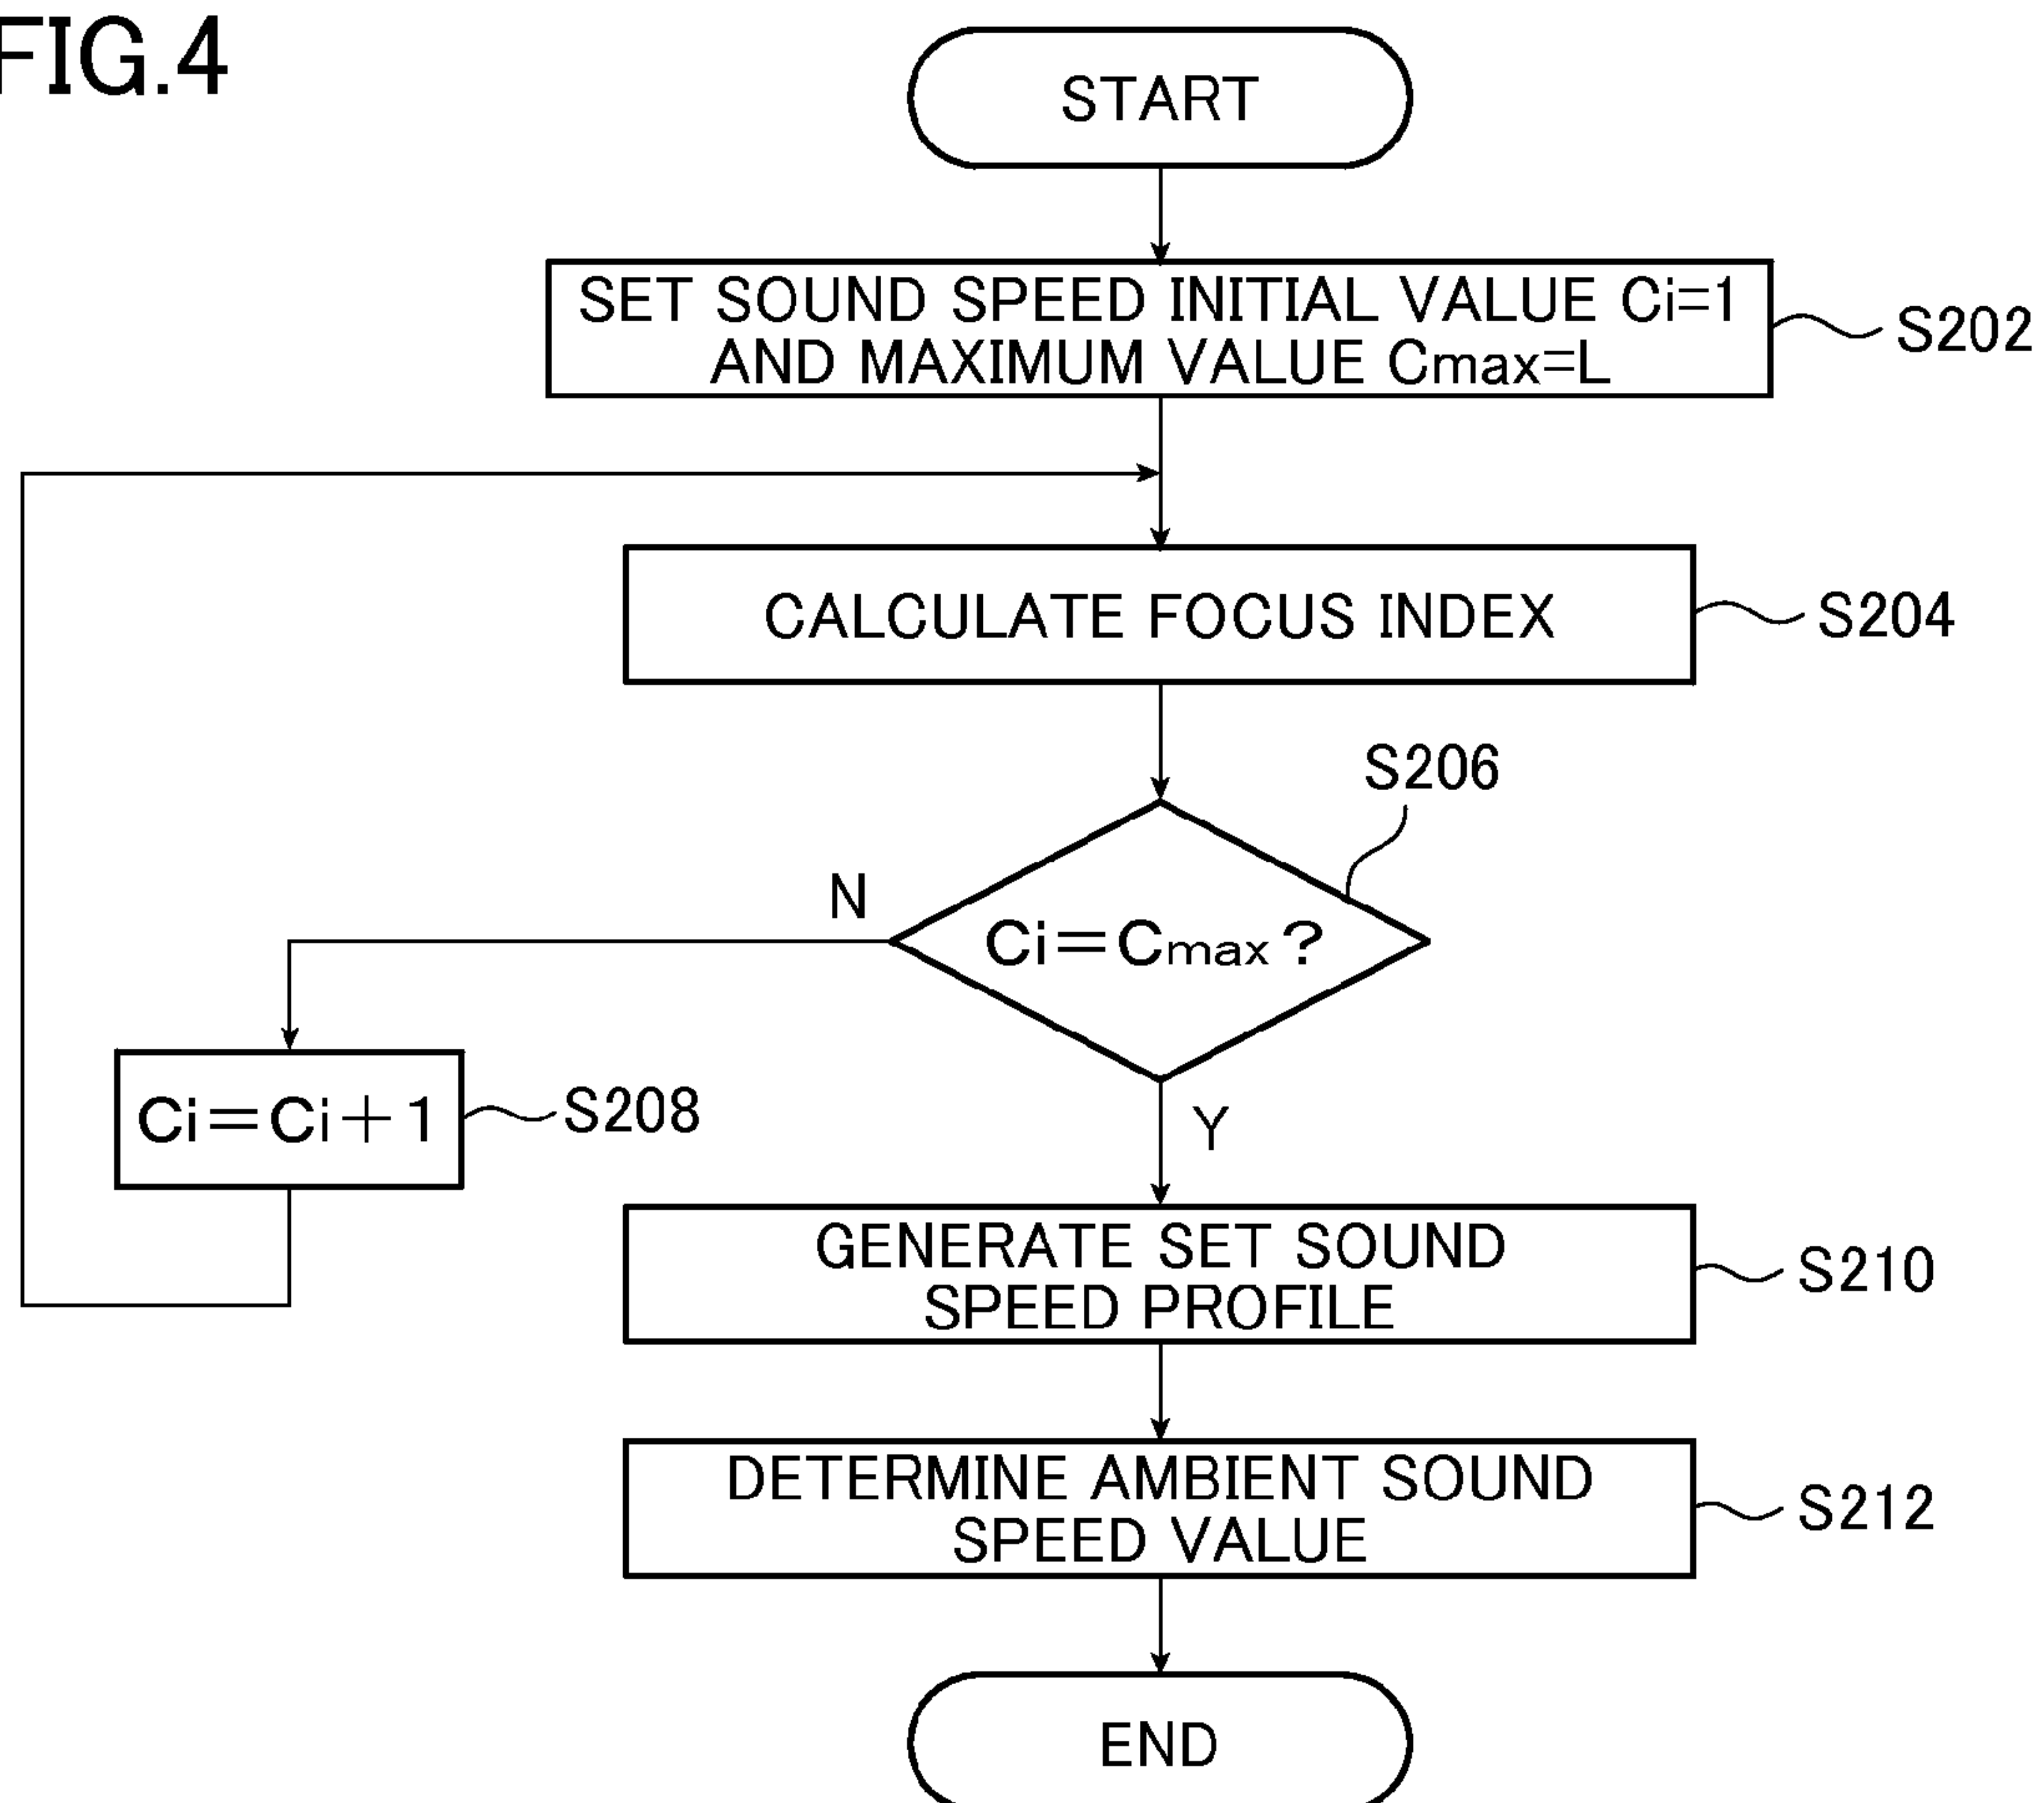 FIG.4
START
SET SOUND SPEED INITIAL VALUE Ci=1
AND MAXIMUM VALUE Cmax=L
S202
CALCULATE FOCUS INDEX
S204
S206
N
Ci=Cmax?
Ci=Ci+1
S208
Y
GENERATE SET SOUND
SPEED PROFILE
S210
DETERMINE AMBIENT SOUND
SPEED VALUE
S212
END